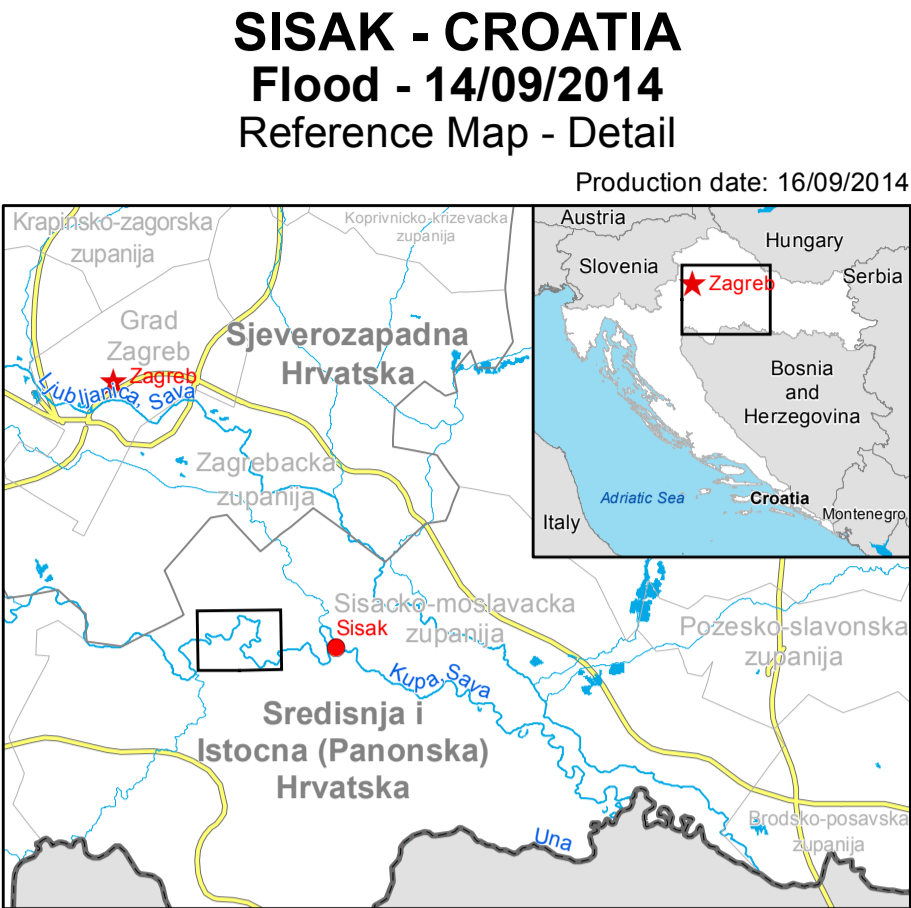 SISAK - CROATIA
Flood - 14/09/2014
Reference Map - Detail
Production date: 16/09/2014
Krapinsko-zagorska
zupanija
Koprivnicko-krizevacka
zupanija
Grad
Zagreb
Zagreb
Ljubljanica, Sava
Sjeverozapadna
Hrvatska
Zagrebacka
zupanija
Austria
Hungary
Slovenia
Serbia
Zagreb
Bosnia
and
Herzegovina
Adriatic Sea
Croatia
Italy
Montenegro
Sisacko-moslavacka
zupanija
Sisak
Pozesko-slavonska
zupanija
Kupa, Sava
Sredisnja i
Istocna (Panonska)
Hrvatska
Una
Brodsko-posavska
zupanija